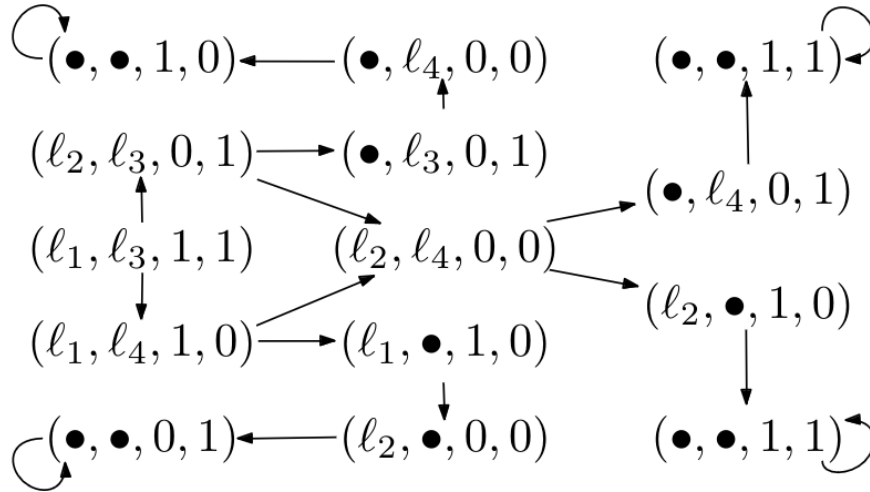 (●, ●, 1, 0) (●, ℓ₄, 0, 0) (●, ●, 1, 1)
(ℓ₂, ℓ₃, 0, 1) (●, ℓ₃, 0, 1)
(●, ℓ₄, 0, 1)
(ℓ₁, ℓ₃, 1, 1) (ℓ₂, ℓ₄, 0, 0)
(ℓ₂, ●, 1, 0)
(ℓ₁, ℓ₄, 1, 0) (ℓ₁, ●, 1, 0)
(●, ●, 0, 1) (ℓ₂, ●, 0, 0) (●, ●, 1, 1)